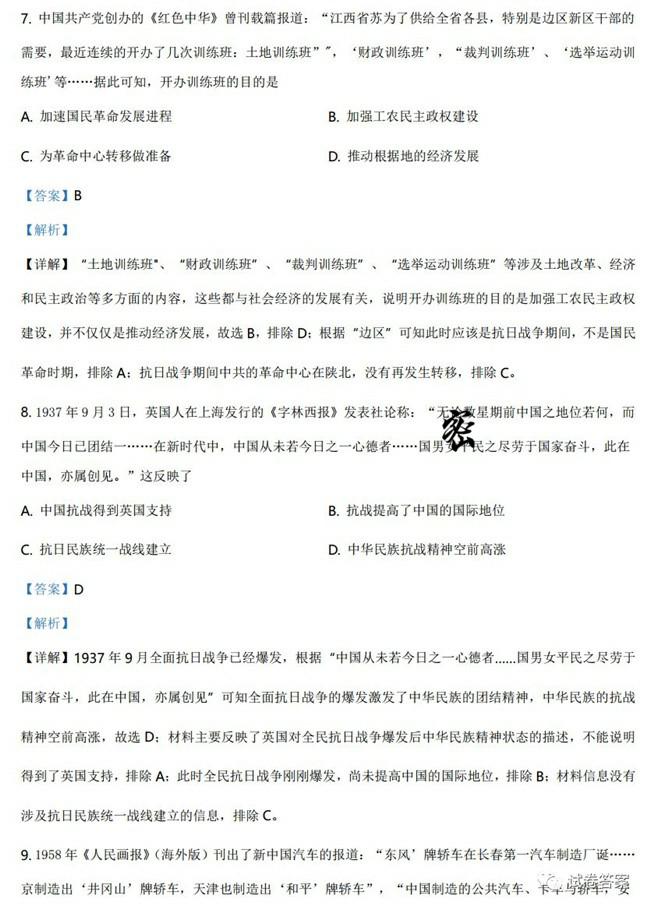 7. 中国共产党创办的《红色中华》曾刊载篇报道：“江西省苏为了供给全省各县，特别是边区新区干部的
需要，最近连续的开办了几次训练班：土地训练班”"，‘财政训练班’，“裁判训练班’、‘选举运动训
练班'等……据此可知，开办训练班的目的是
A. 加速国民革命发展进程 B. 加强工农民主政权建设
C. 为革命中心转移做准备 D. 推动根据地的经济发展
【答案】B
【解析】
【详解】“土地训练班"、“财政训练班”、“裁判训练班”、“选举运动训练班”等涉及土地改革、经济
和民主政治等多方面的内容，这些都与社会经济的发展有关，说明开办训练班的目的是加强工农民主政权
建设，并不仅仅是推动经济发展，故选 B，排除 D；根据“边区”可知此时应该是抗日战争期间，不是国民
革命时期，排除 A；抗日战争期间中共的革命中心在陕北，没有再发生转移，排除 C。
8. 1937 年 9 月 3 日，英国人在上海发行的《字林西报》发表社论称：“无论数星期前中国之地位若何，而
中国今日已团结一……在新时代中，中国从未若今日之一心德者……国男女平民之尽劳于国家奋斗，此在
中国，亦属创见。”这反映了
A. 中国抗战得到英国支持 B. 抗战提高了中国的国际地位
C. 抗日民族统一战线建立 D. 中华民族抗战精神空前高涨
【答案】D
【解析】
【详解】1937 年 9 月全面抗日战争已经爆发，根据“中国从未若今日之一心德者......国男女平民之尽劳于
国家奋斗，此在中国，亦属创见”可知全面抗日战争的爆发激发了中华民族的团结精神，中华民族的抗战
精神空前高涨，故选 D；材料主要反映了英国对全民抗日战争爆发后中华民族精神状态的描述，不能说明
得到了英国支持，排除 A；此时全民抗日战争刚刚爆发，尚未提高中国的国际地位，排除 B；材料信息没有
涉及抗日民族统一战线建立的信息，排除 C。
9. 1958 年《人民画报》（海外版）刊出了新中国汽车的报道：“东风’牌轿车在长春第一汽车制造厂诞……
京制造出‘井冈山’牌轿车，天津也制造出‘和平’牌轿车”，“中国制造的公共汽车、卡车与轿车，安
密
试卷答案